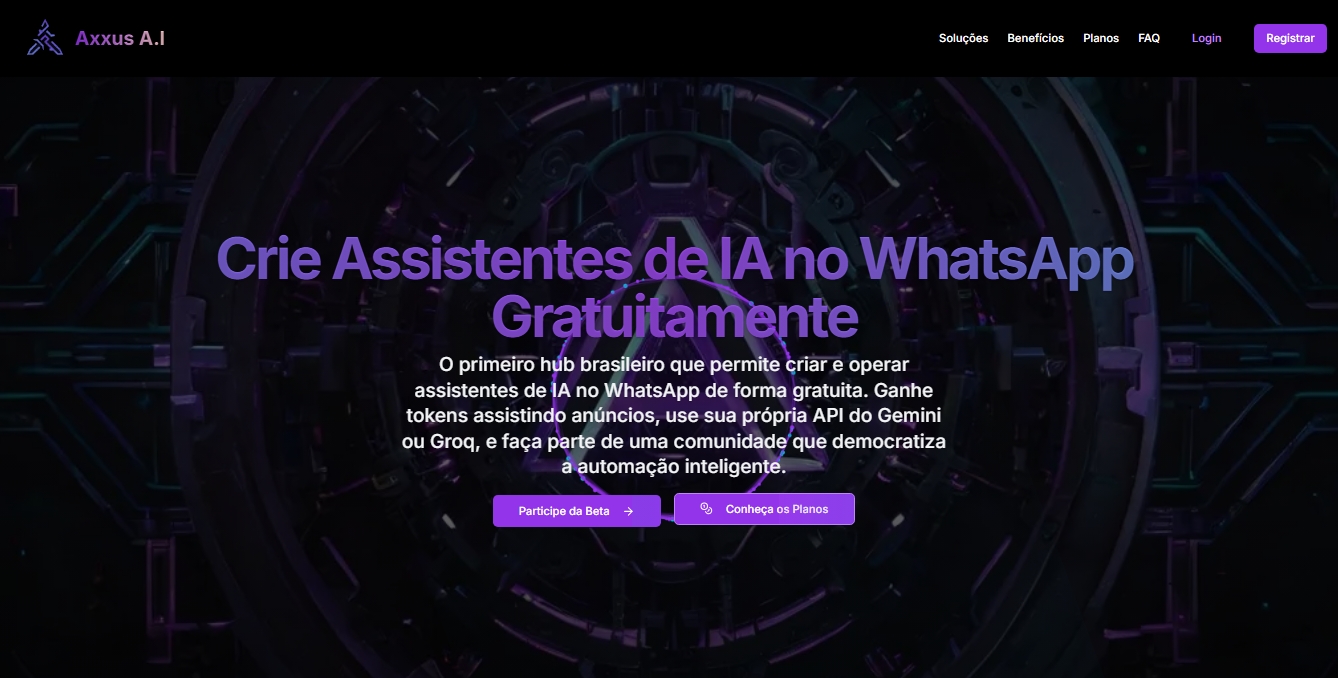 Axxus A.I
Soluções
Benefícios
Planos
FAQ
Login
Registrar
Crie Assistentes de IA no WhatsApp
Gratuitamente
O primeiro hub brasileiro que permite criar e operar
assistentes de IA no WhatsApp de forma gratuita. Ganhe
tokens assistindo anúncios, use sua própria API do Gemini
ou Groq, e faça parte de uma comunidade que democratiza
a automação inteligente.
Participe da Beta
Conheça os Planos